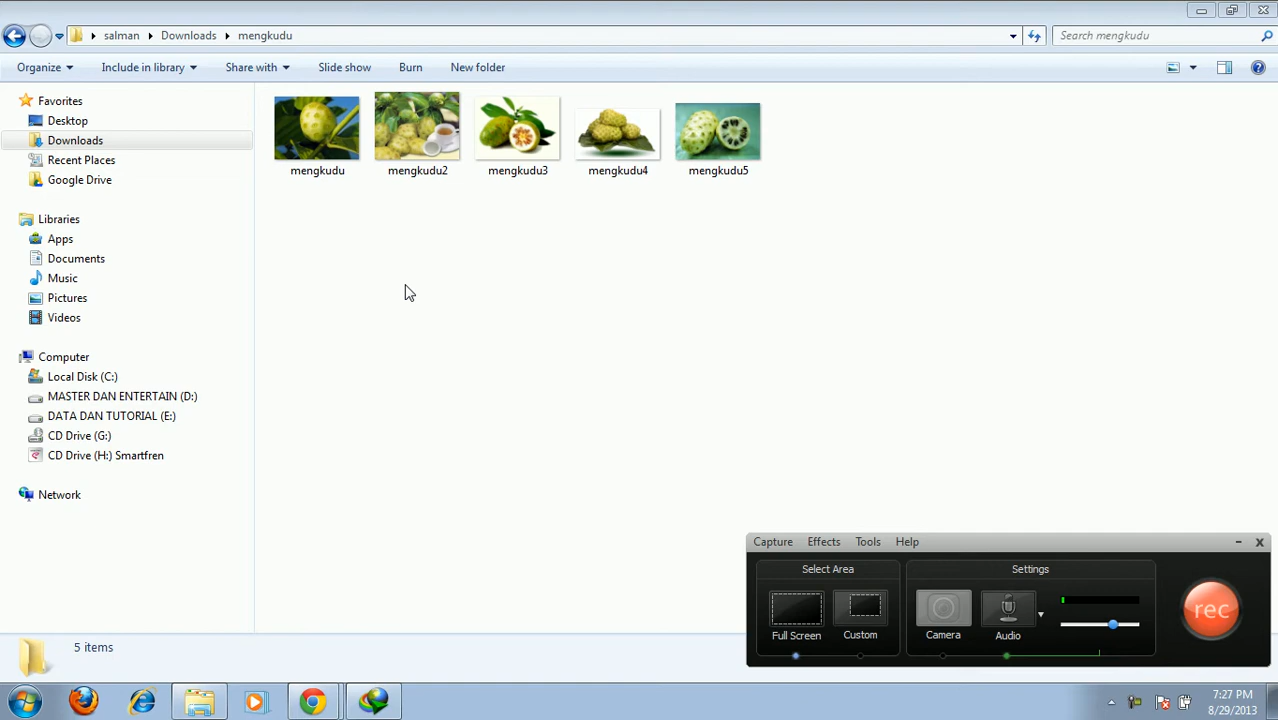 salman Downloads mengkudu
Search mengkudu
Organize Include in library Share with Slide show Burn New folder
Favorites
Desktop
Downloads
Recent Places
Google Drive
Libraries
Apps
Documents
Music
Pictures
Videos
Computer
Local Disk (C:)
MASTER DAN ENTERTAIN (D:)
DATA DAN TUTORIAL (E:)
CD Drive (G:)
CD Drive (H:) Smartfren
Network
mengkudu mengkudu2 mengkudu3 mengkudu4 mengkudu5
Capture Effects Tools Help
Select Area Settings
rec
Full Screen Custom Camera Audio
5 items
7:27 PM
8/29/2013